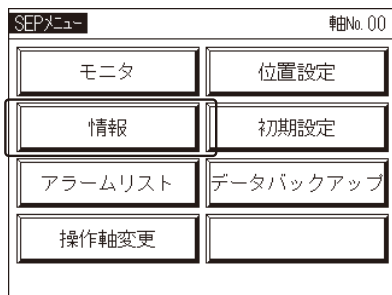 SEPメニュー 軸No. 00
モニタ 位置設定
情報 初期設定
アラームリスト データバックアップ
操作軸変更